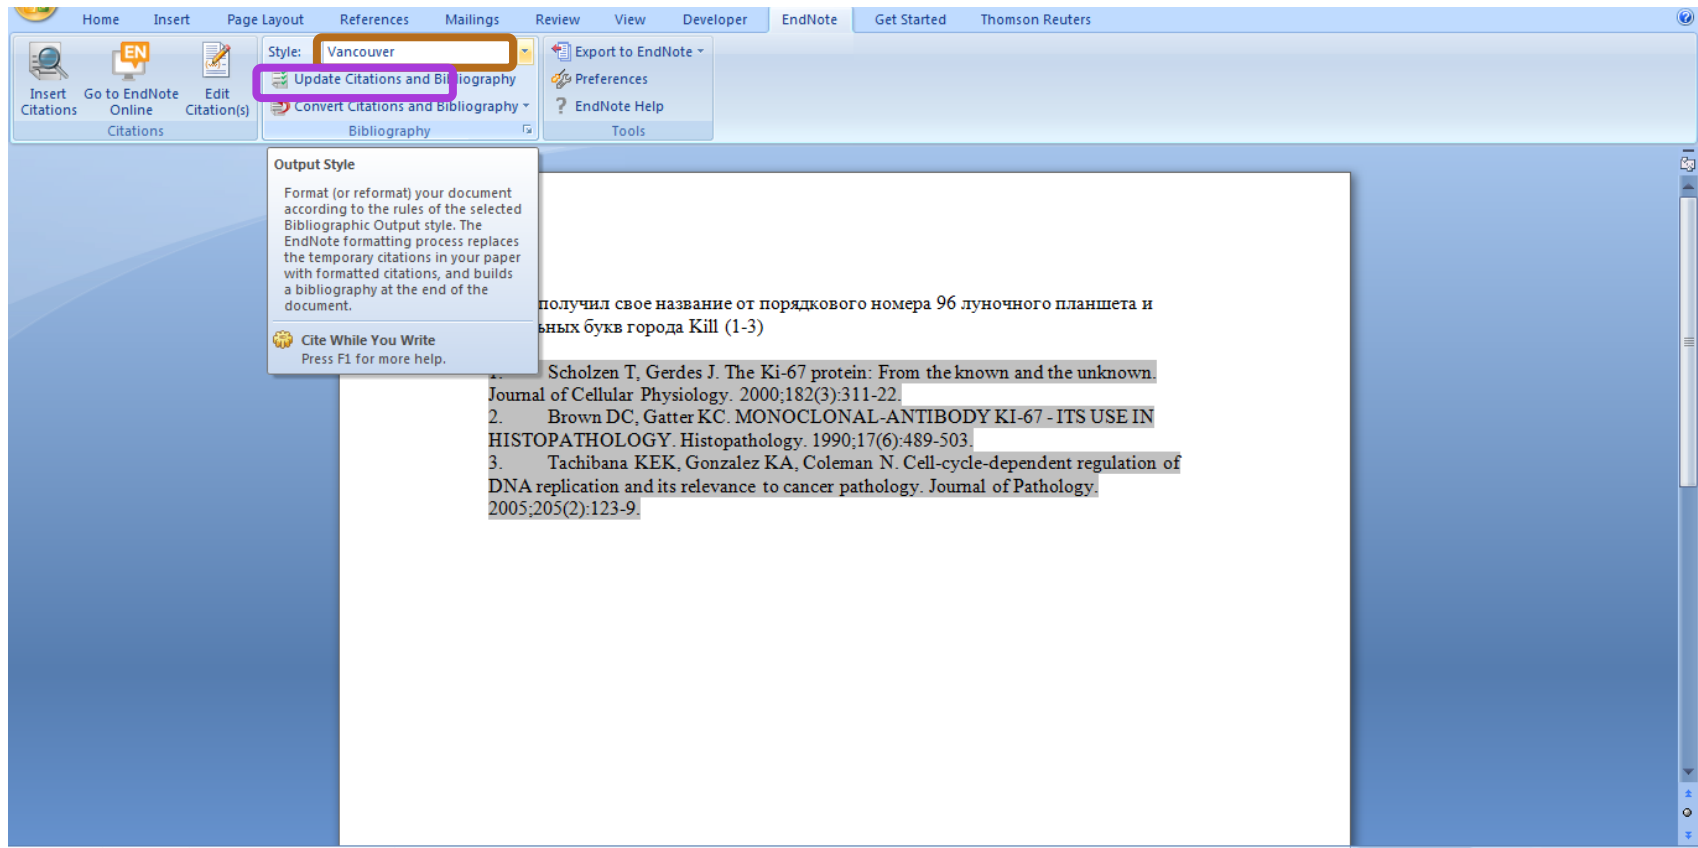 Home Insert Page Layout References Mailings Review View Developer EndNote Get Started Thomson Reuters
Insert Citations
Go to EndNote Online
Edit Citation(s)
Citations
Style: Vancouver
Update Citations and Bibliography
Convert Citations and Bibliography
Bibliography
Export to EndNote
Preferences
? EndNote Help
Tools
Output Style
Format (or reformat) your document
according to the rules of the selected
Bibliographic Output style. The
EndNote formatting process replaces
the temporary citations in your paper
with formatted citations, and builds
a bibliography at the end of the
document.
Cite While You Write
Press F1 for more help.
получил свое название от порядкового номера 96 луночного планшета и
ьных букв города Kill (1-3)
1. Scholzen T, Gerdes J. The Ki-67 protein: From the known and the unknown.
Journal of Cellular Physiology. 2000;182(3):311-22.
2. Brown DC, Gatter KC. MONOCLONAL-ANTIBODY KI-67 - ITS USE IN
HISTOPATHOLOGY. Histopathology. 1990;17(6):489-503.
3. Tachibana KEK, Gonzalez KA, Coleman N. Cell-cycle-dependent regulation of
DNA replication and its relevance to cancer pathology. Journal of Pathology.
2005;205(2):123-9.